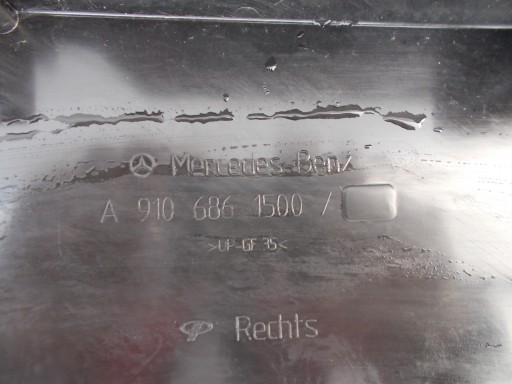 Mercedes-Benz
A 910 686 1500 /
>UP-GF 35<
Rechts